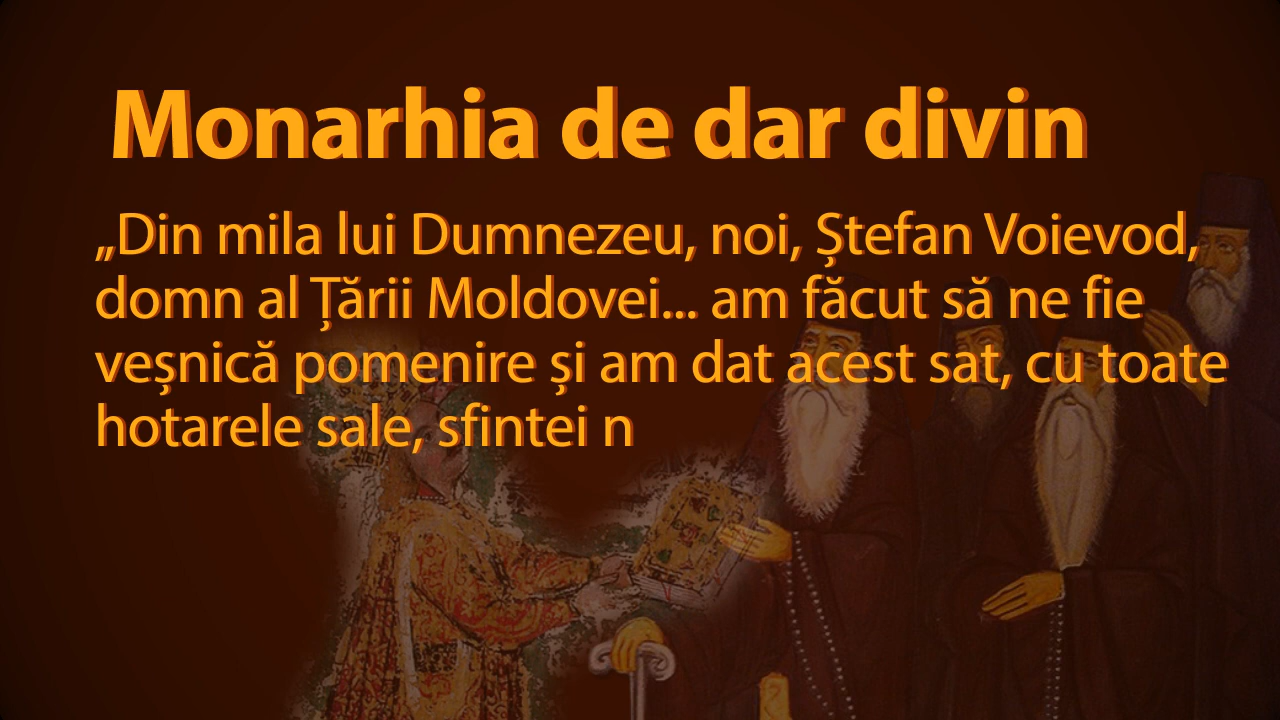 Monarhia de dar divin
„Din mila lui Dumnezeu, noi, Ștefan Voievod,
domn al Țării Moldovei... am făcut să ne fie
veșnică pomenire și am dat acest sat, cu toate
hotarele sale, sfintei n